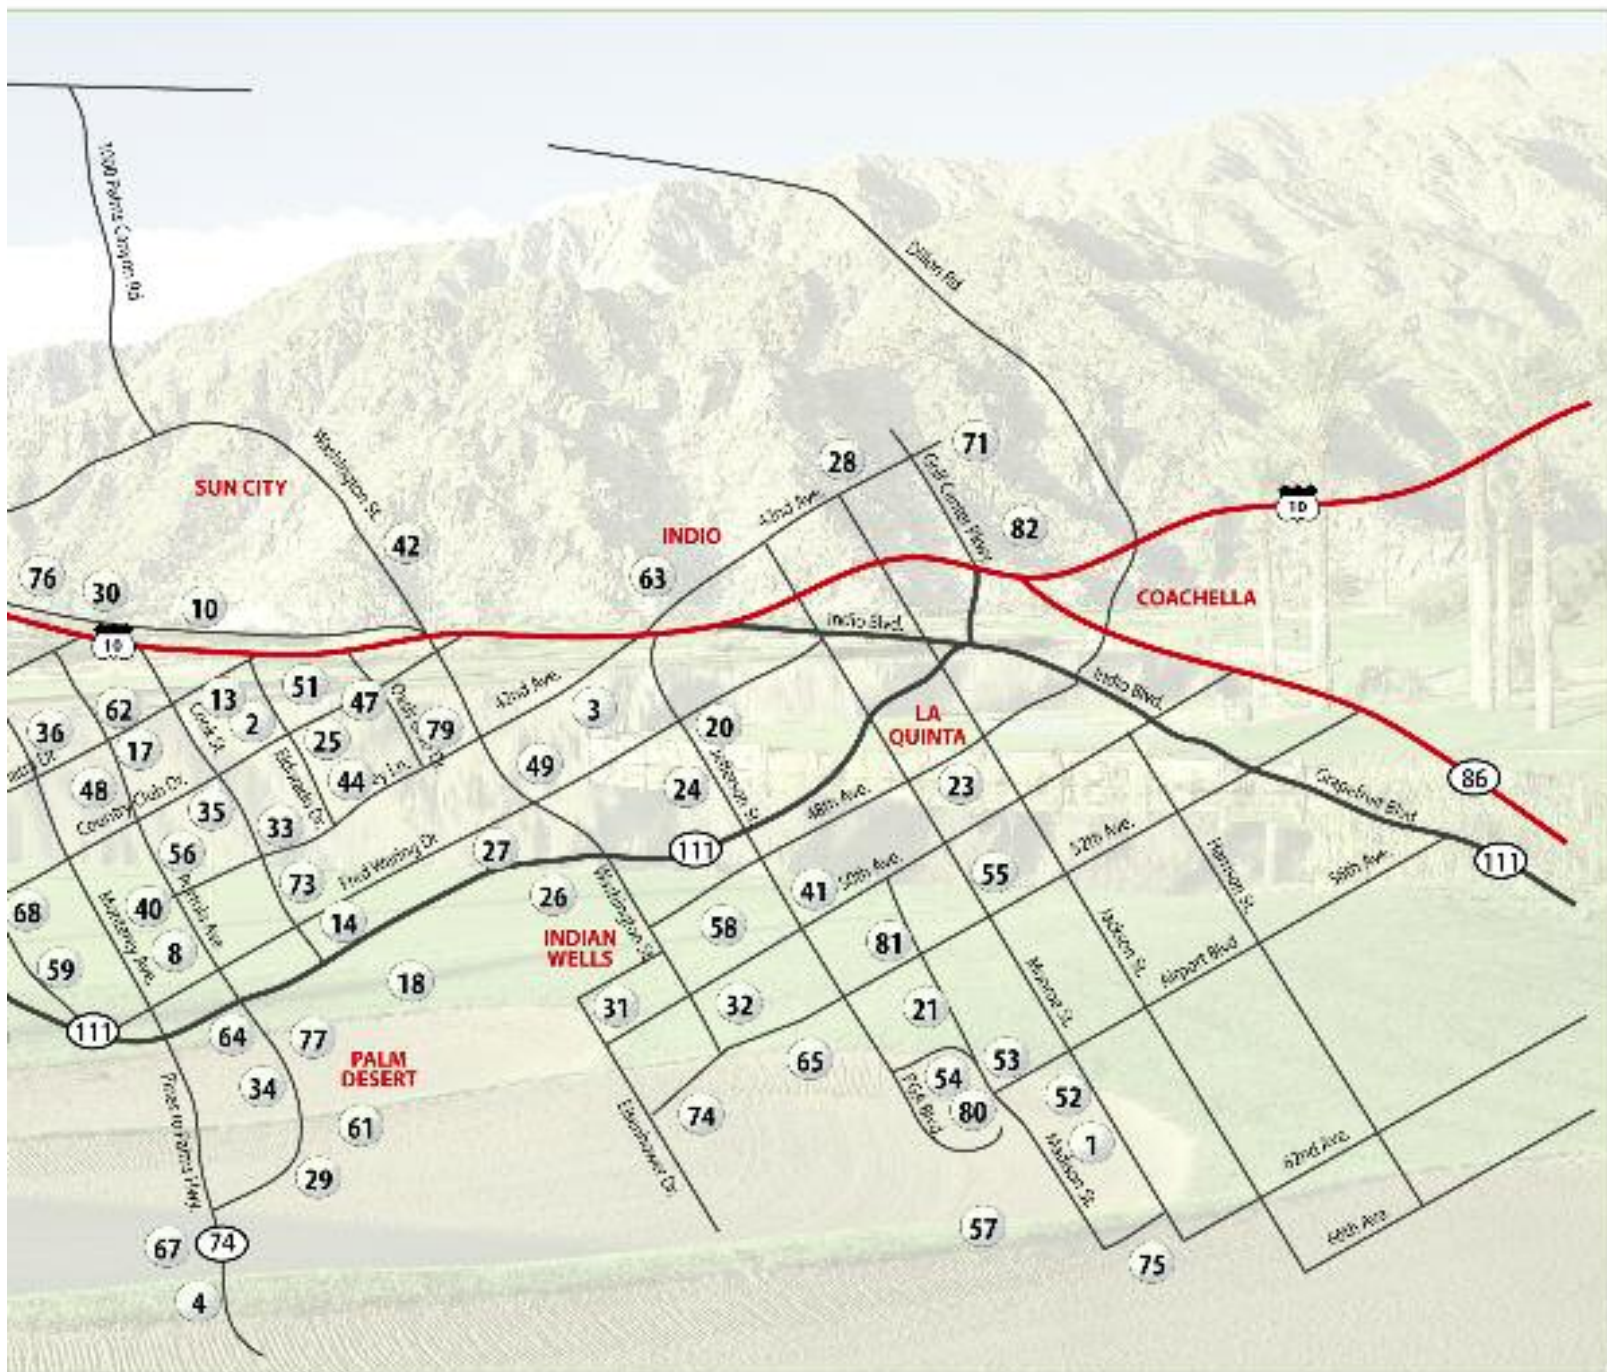 1000 Palms Canyon Rd
Dillon Rd
71
28
Washington St.
Golf Center Pkwy
SUN CITY
42nd Ave.
10
82
INDIO
42
76
63
30
10
COACHELLA
Indio Blvd.
10
51
42nd Ave.
Indio Blvd.
13
47
62
3
2
LA
QUINTA
Cook St.
36
79
20
25
17
49
Eldorado Dr.
44
86
48
24
Jefferson St.
23
Grapefruit Blvd
Country Club Dr.
48th Ave.
35
33
52th Ave.
Fred Waring Dr.
27
111
56
111
Harrison St.
50th Ave.
58th Ave.
73
55
41
26
68
40
Portola Ave.
14
Washington St.
58
Monterey Ave.
8
INDIAN
WELLS
81
Jackson St.
Airport Blvd
59
18
Monroe St.
31
32
21
111
64
77
53
65
PALM
DESERT
54
34
PGA Blvd.
52
80
74
61
1
Pines to Palms Hwy.
Eisenhower Dr.
Madison St.
62nd Ave.
29
57
66th Ave.
67
74
75
4